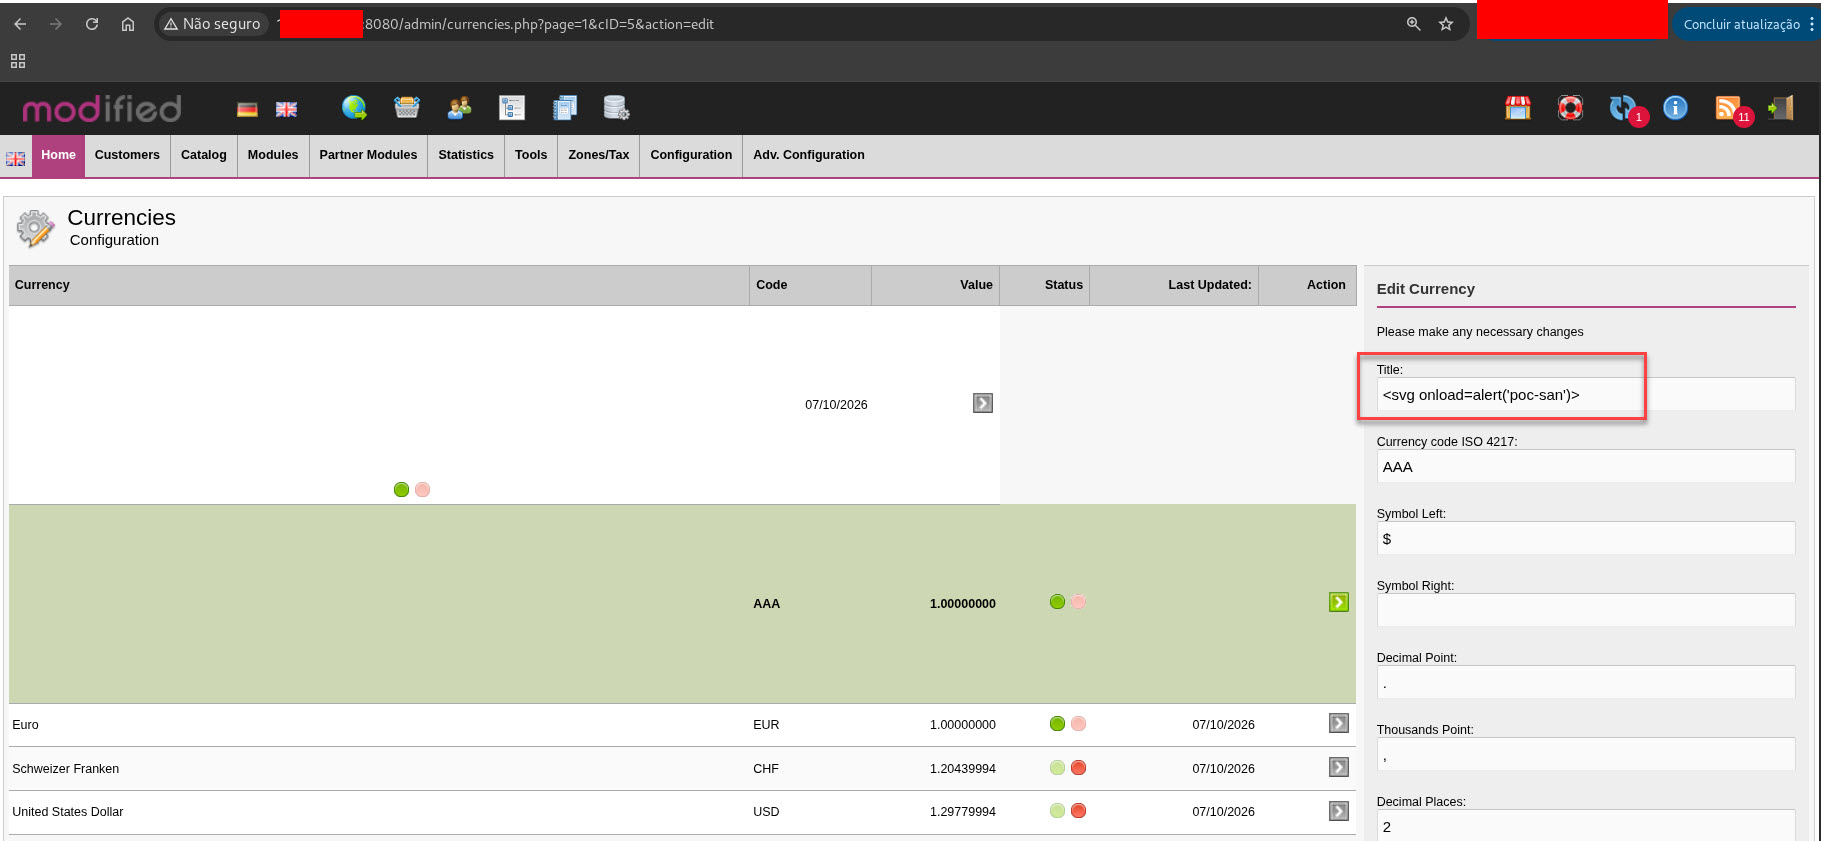 Não seguro
:8080/admin/currencies.php?page=1&cID=5&action=edit
Concluir atualização
modified
1
11
Home
Customers
Catalog
Modules
Partner Modules
Statistics
Tools
Zones/Tax
Configuration
Adv. Configuration
Currencies
Configuration
Currency Code Value Status Last Updated: Action
07/10/2026
AAA 1.00000000
Euro EUR 1.00000000 07/10/2026
Schweizer Franken CHF 1.20439994 07/10/2026
United States Dollar USD 1.29779994 07/10/2026
Edit Currency
Please make any necessary changes
Title:
<svg onload=alert('poc-san')>
Currency code ISO 4217:
AAA
Symbol Left:
$
Symbol Right:
Decimal Point:
.
Thousands Point:
,
Decimal Places:
2